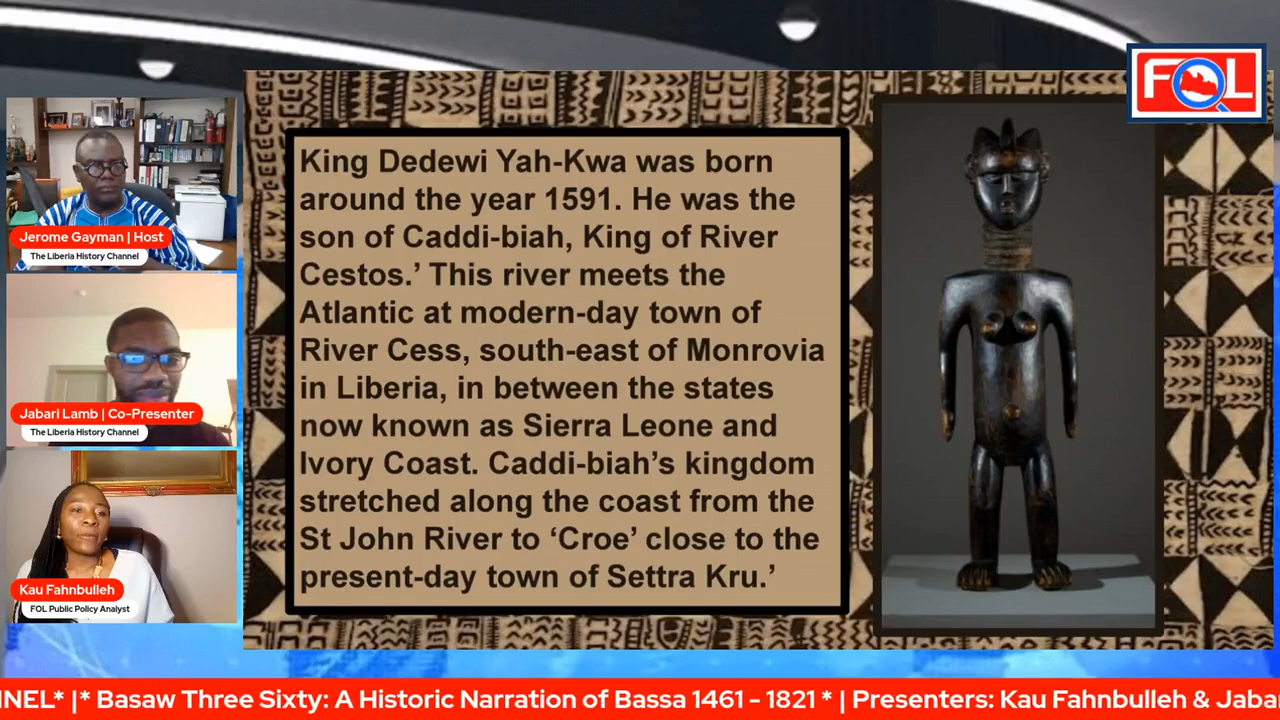 FOL
King Dedewi Yah-Kwa was born
around the year 1591. He was the
son of Caddi-biah, King of River
Cestos.’ This river meets the
Atlantic at modern-day town of
River Cess, south-east of Monrovia
in Liberia, in between the states
now known as Sierra Leone and
Ivory Coast. Caddi-biah’s kingdom
stretched along the coast from the
St John River to ‘Croe’ close to the
present-day town of Settra Kru.’
Jerome Gayman | Host
The Liberia History Channel
Jabari Lamb | Co-Presenter
The Liberia History Channel
Kau Fahnbulleh
FOL Public Policy Analyst
NNEL* |* Basaw Three Sixty: A Historic Narration of Bassa 1461 - 1821 * | Presenters: Kau Fahnbulleh & Jaba